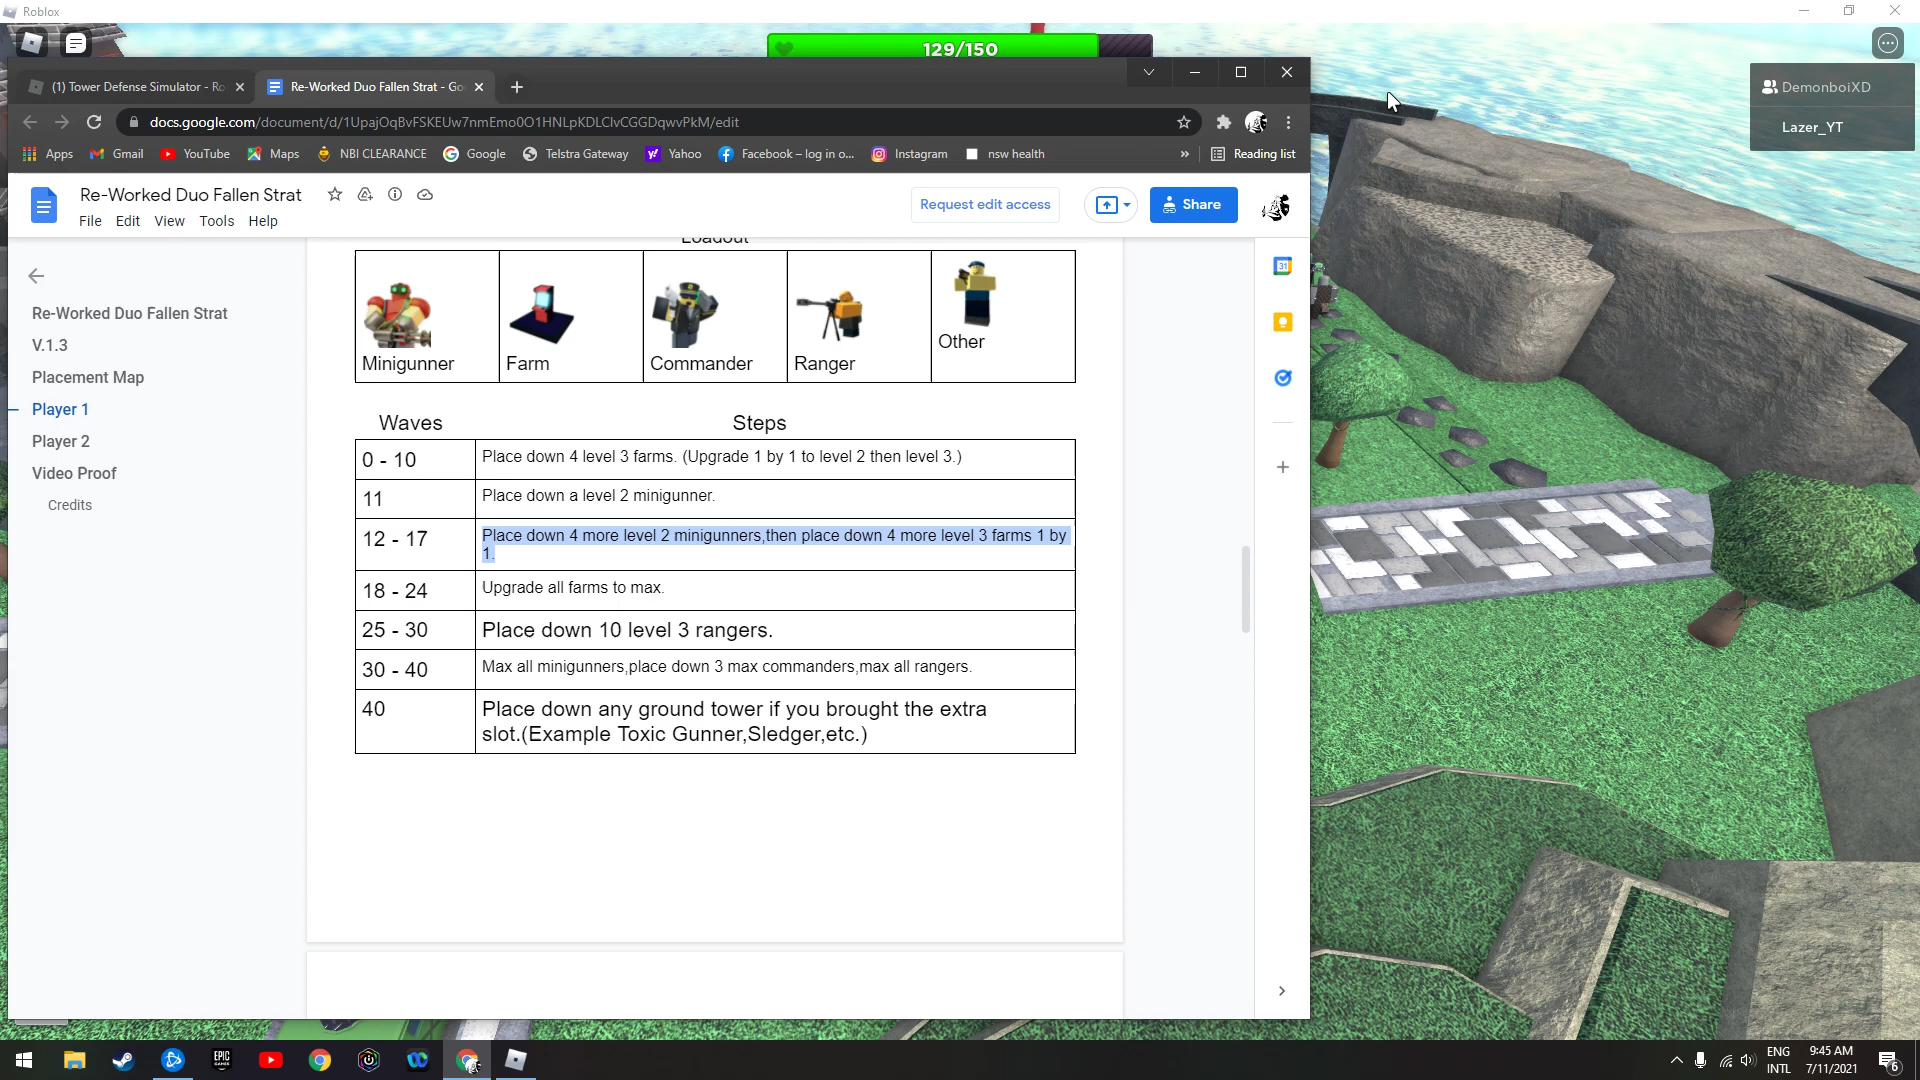 Roblox
129/150
DemonboiXD
Lazer_YT
(1) Tower Defense Simulator - Ro
Re-Worked Duo Fallen Strat - Go
docs.google.com/document/d/1UpajOqBvFSKEUw7nmEmo0O1HNLpKDLClvCGGDqwvPkM/edit
Apps Gmail YouTube Maps NBI CLEARANCE Google Telstra Gateway Yahoo Facebook – log in o... Instagram nsw health » Reading list
Re-Worked Duo Fallen Strat
File Edit View Tools Help
Request edit access
Share
Re-Worked Duo Fallen Strat
V.1.3
Placement Map
Player 1
Player 2
Video Proof
Credits
Loadout
Minigunner Farm Commander Ranger Other
Waves Steps
0 - 10 Place down 4 level 3 farms. (Upgrade 1 by 1 to level 2 then level 3.)
11 Place down a level 2 minigunner.
12 - 17 Place down 4 more level 2 minigunners,then place down 4 more level 3 farms 1 by
1.
18 - 24 Upgrade all farms to max.
25 - 30 Place down 10 level 3 rangers.
30 - 40 Max all minigunners,place down 3 max commanders,max all rangers.
40 Place down any ground tower if you brought the extra
slot.(Example Toxic Gunner,Sledger,etc.)
31
EPIC
GAMES
ENG
INTL
9:45 AM
7/11/2021
6